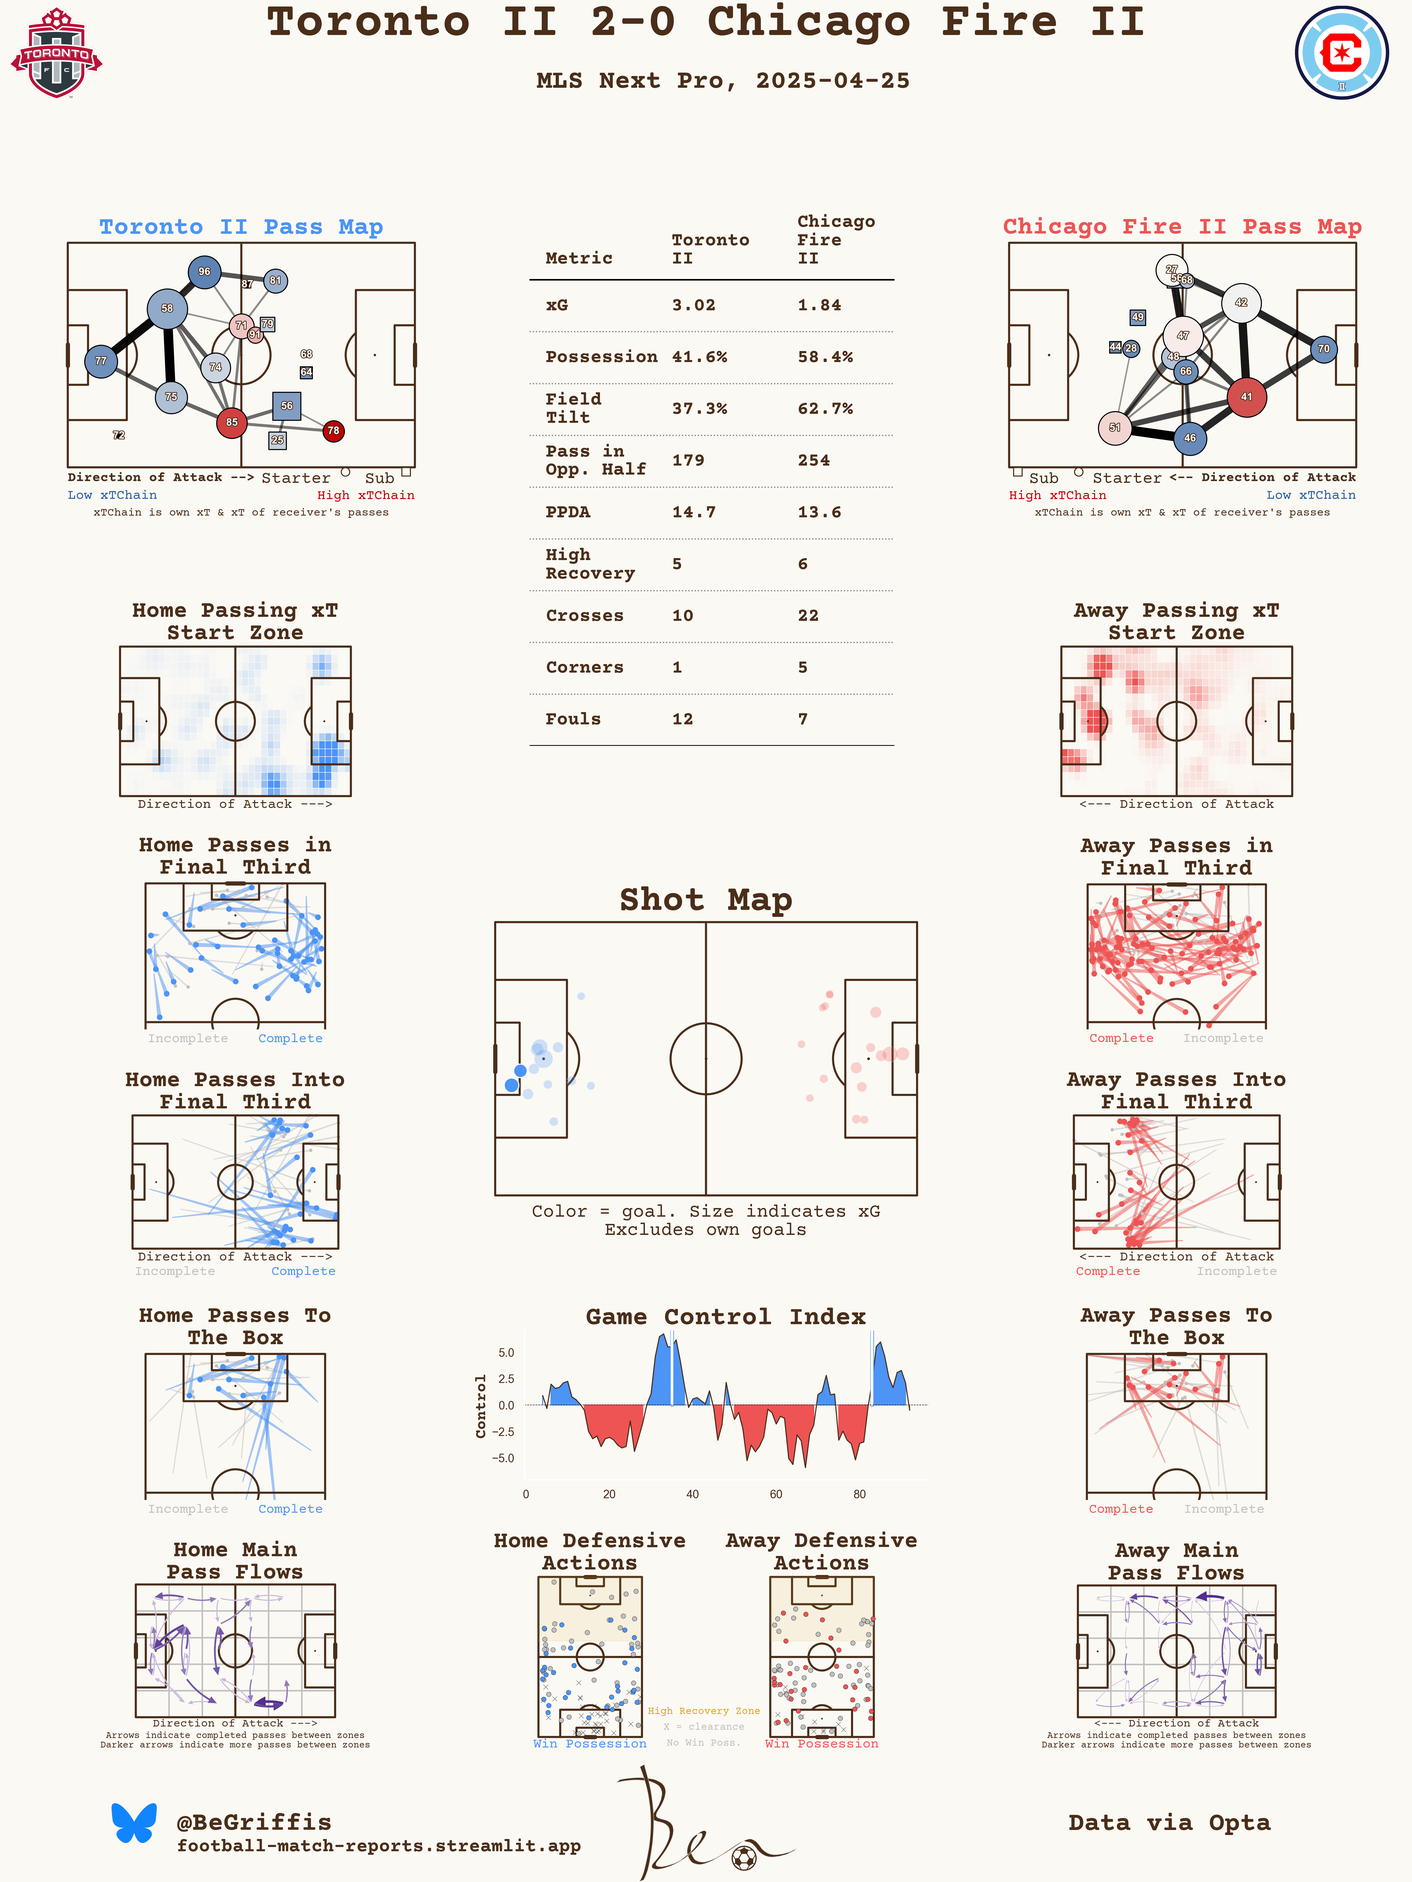 Toronto II 2-0 Chicago Fire II
MLS Next Pro, 2025-04-25
TORONTO
F C
II
Toronto II Pass Map
96
81
87
58
71
79
91
77
74
68
64
75
56
85
25
78
72
Direction of Attack --> Starter Sub
Low xTChain High xTChain
xTChain is own xT & xT of receiver's passes
Metric Toronto II Chicago Fire II
xG 3.02 1.84
Possession 41.6% 58.4%
Field Tilt 37.3% 62.7%
Pass in Opp. Half 179 254
PPDA 14.7 13.6
High Recovery 5 6
Crosses 10 22
Corners 1 5
Fouls 12 7
Chicago Fire II Pass Map
27
68
42
49
47
44
28
48
70
66
41
51
46
Sub Starter <-- Direction of Attack
High xTChain Low xTChain
xTChain is own xT & xT of receiver's passes
Home Passing xT
Start Zone
Direction of Attack --->
Away Passing xT
Start Zone
<--- Direction of Attack
Home Passes in
Final Third
Incomplete Complete
Away Passes in
Final Third
Complete Incomplete
Shot Map
Color = goal. Size indicates xG
Excludes own goals
Home Passes Into
Final Third
Direction of Attack --->
Incomplete Complete
Away Passes Into
Final Third
<--- Direction of Attack
Complete Incomplete
Home Passes To
The Box
Incomplete Complete
Game Control Index
Control
5.0
2.5
0.0
−2.5
−5.0
0 20 40 60 80
Away Passes To
The Box
Complete Incomplete
Home Main
Pass Flows
Direction of Attack --->
Arrows indicate completed passes between zones
Darker arrows indicate more passes between zones
Home Defensive
Actions
Win Possession
High Recovery Zone
X = clearance
No Win Poss.
Away Defensive
Actions
Win Possession
Away Main
Pass Flows
<--- Direction of Attack
Arrows indicate completed passes between zones
Darker arrows indicate more passes between zones
@BeGriffis
football-match-reports.streamlit.app
Ben
Data via Opta